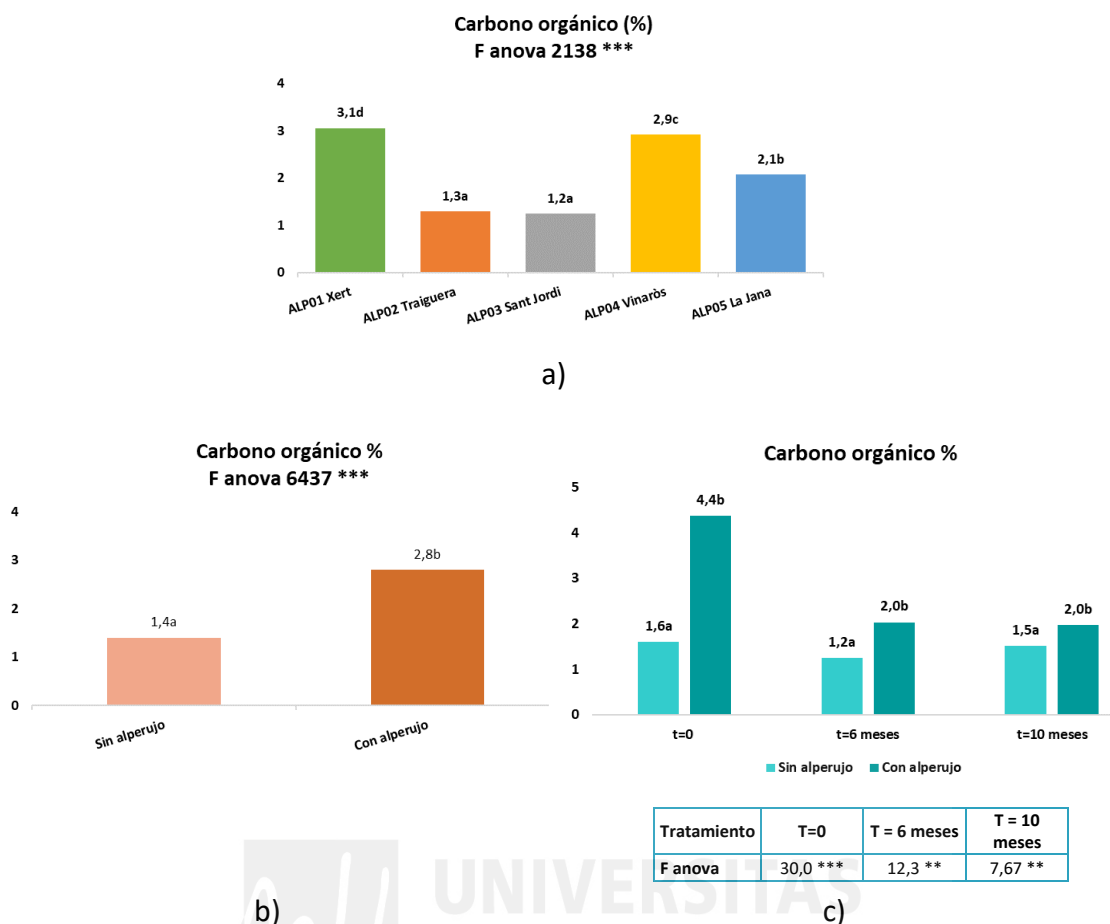 Carbono orgánico (%)
F anova 2138 ***
4
3
2
1
0
3,1d
1,3a
1,2a
2,9c
2,1b
ALP01 Xert
ALP02 Traiguera
ALP03 Sant Jordi
ALP04 Vinaròs
ALP05 La Jana
a)
Carbono orgánico %
F anova 6437 ***
4
3
2
1
0
1,4a
2,8b
Sin alperujo
Con alperujo
b)
Carbono orgánico %
5
4
3
2
1
0
1,6a
4,4b
1,2a
2,0b
1,5a
2,0b
t=0
t=6 meses
t=10 meses
Sin alperujo
Con alperujo
Tratamiento T=0 T = 6 meses T = 10 meses
F anova 30,0 *** 12,3 ** 7,67 **
UNIVERSITAS
c)